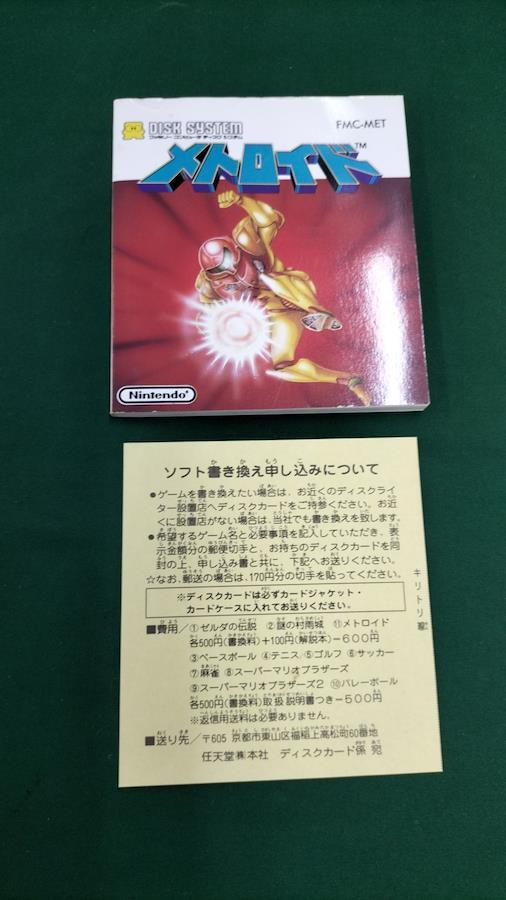 DISK SYSTEM
ファミリー コンピュータ ディスク システム
FMC-MET
メトロイド™
Nintendo®
ソフト書き換え申し込みについて
●ゲームを書き換えたい場合は、お近くのディスクライ
ター設置店へディスクカードをご持参ください。お近
くに設置店がない場合は、当社でも書き換えを致します。
●希望するゲーム名と必要事項を記入していただき、表
示金額分の郵便切手と、お持ちのディスクカードを同
封の上、申し込み書と共に、下記へお送りください。
☆なお、郵送の場合は、170円分の切手を貼ってください。
※ディスクカードは必ずカードジャケット・
カードケースに入れてお送りください。
■費用/①ゼルダの伝説 ②謎の村雨城 ⑪メトロイド
各500円(書換料)+100円(解説本)=600円
③ベースボール ④テニス ⑤ゴルフ ⑥サッカー
⑦麻雀 ⑧スーパーマリオブラザーズ
⑨スーパーマリオブラザーズ2 ⑩バレーボール
各500円(書換料)取扱説明書つき=500円
※返信用送料は必要ありません。
■送り先/〒605 京都市東山区福稲上高松町60番地
任天堂㈱本社 ディスクカード係 宛
キリトリ線